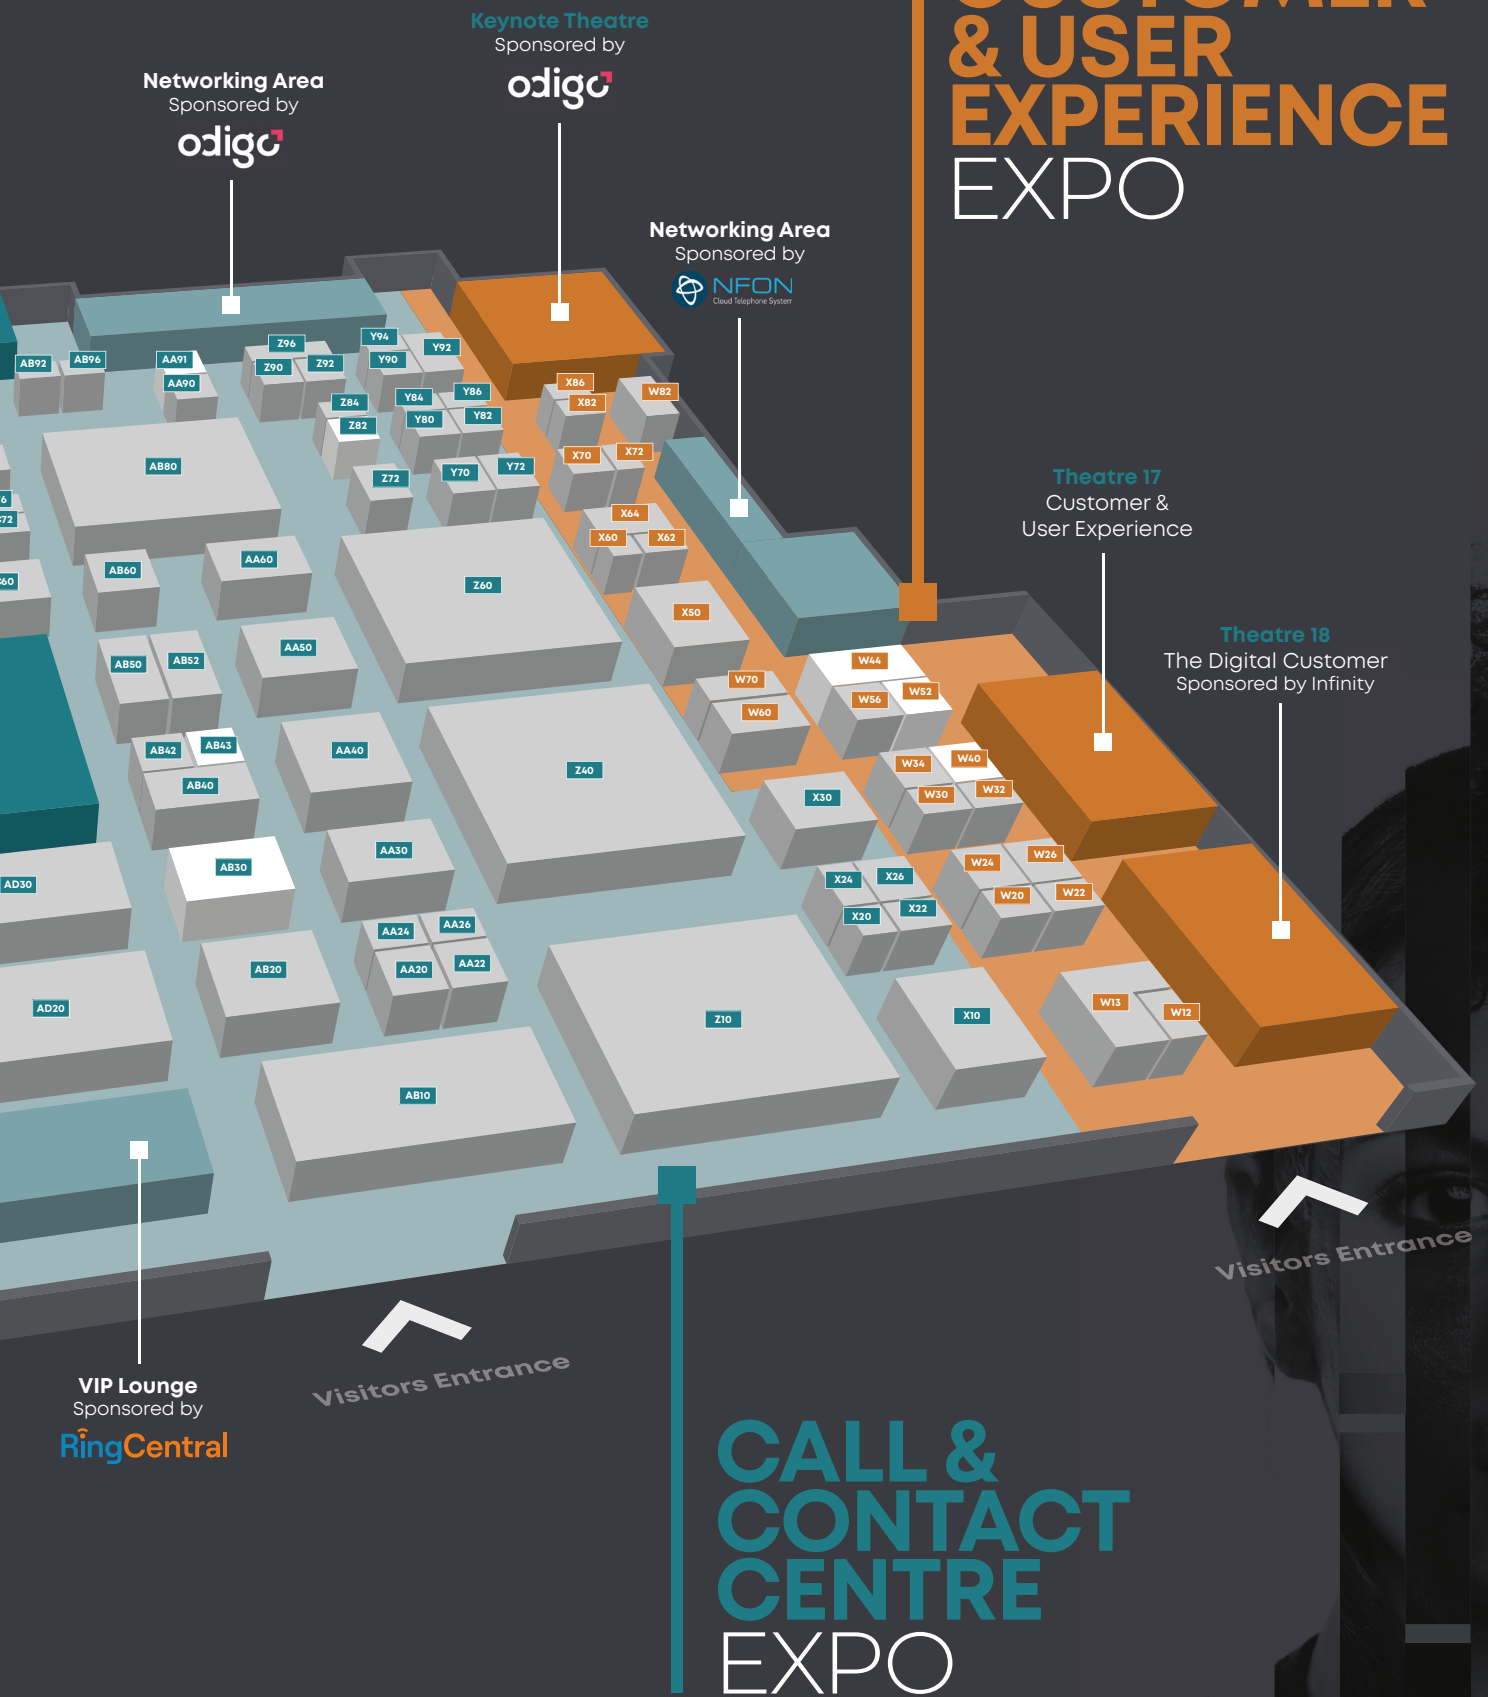 Keynote Theatre
Sponsored by
odigo
Networking Area
Sponsored by
odigo
CUSTOMER
& USER
EXPERIENCE
EXPO
Networking Area
Sponsored by
NFON
Cloud Telephone System
Theatre 17
Customer &
User Experience
Theatre 18
The Digital Customer
Sponsored by Infinity
AB92
AB96
AA91
AA90
Z96
Z90
Z92
Y94
Y90
Y92
Z84
Z82
Y84
Y86
Y80
Y82
X86
X82
W82
AB80
Z72
Y70
Y72
X70
X72
X64
X60
X62
AB60
AA60
Z60
X50
AB50
AB52
AA50
W44
W52
W56
W70
W60
AB42
AB43
AB40
AA40
Z40
X30
W34
W40
W30
W32
AD30
AB30
AA30
X24
X26
X20
X22
W24
W26
W20
W22
AD20
AB20
AA24
AA26
AA20
AA22
Z10
X10
W13
W12
AB10
Visitors Entrance
Visitors Entrance
VIP Lounge
Sponsored by
RingCentral
CALL &
CONTACT
CENTRE
EXPO